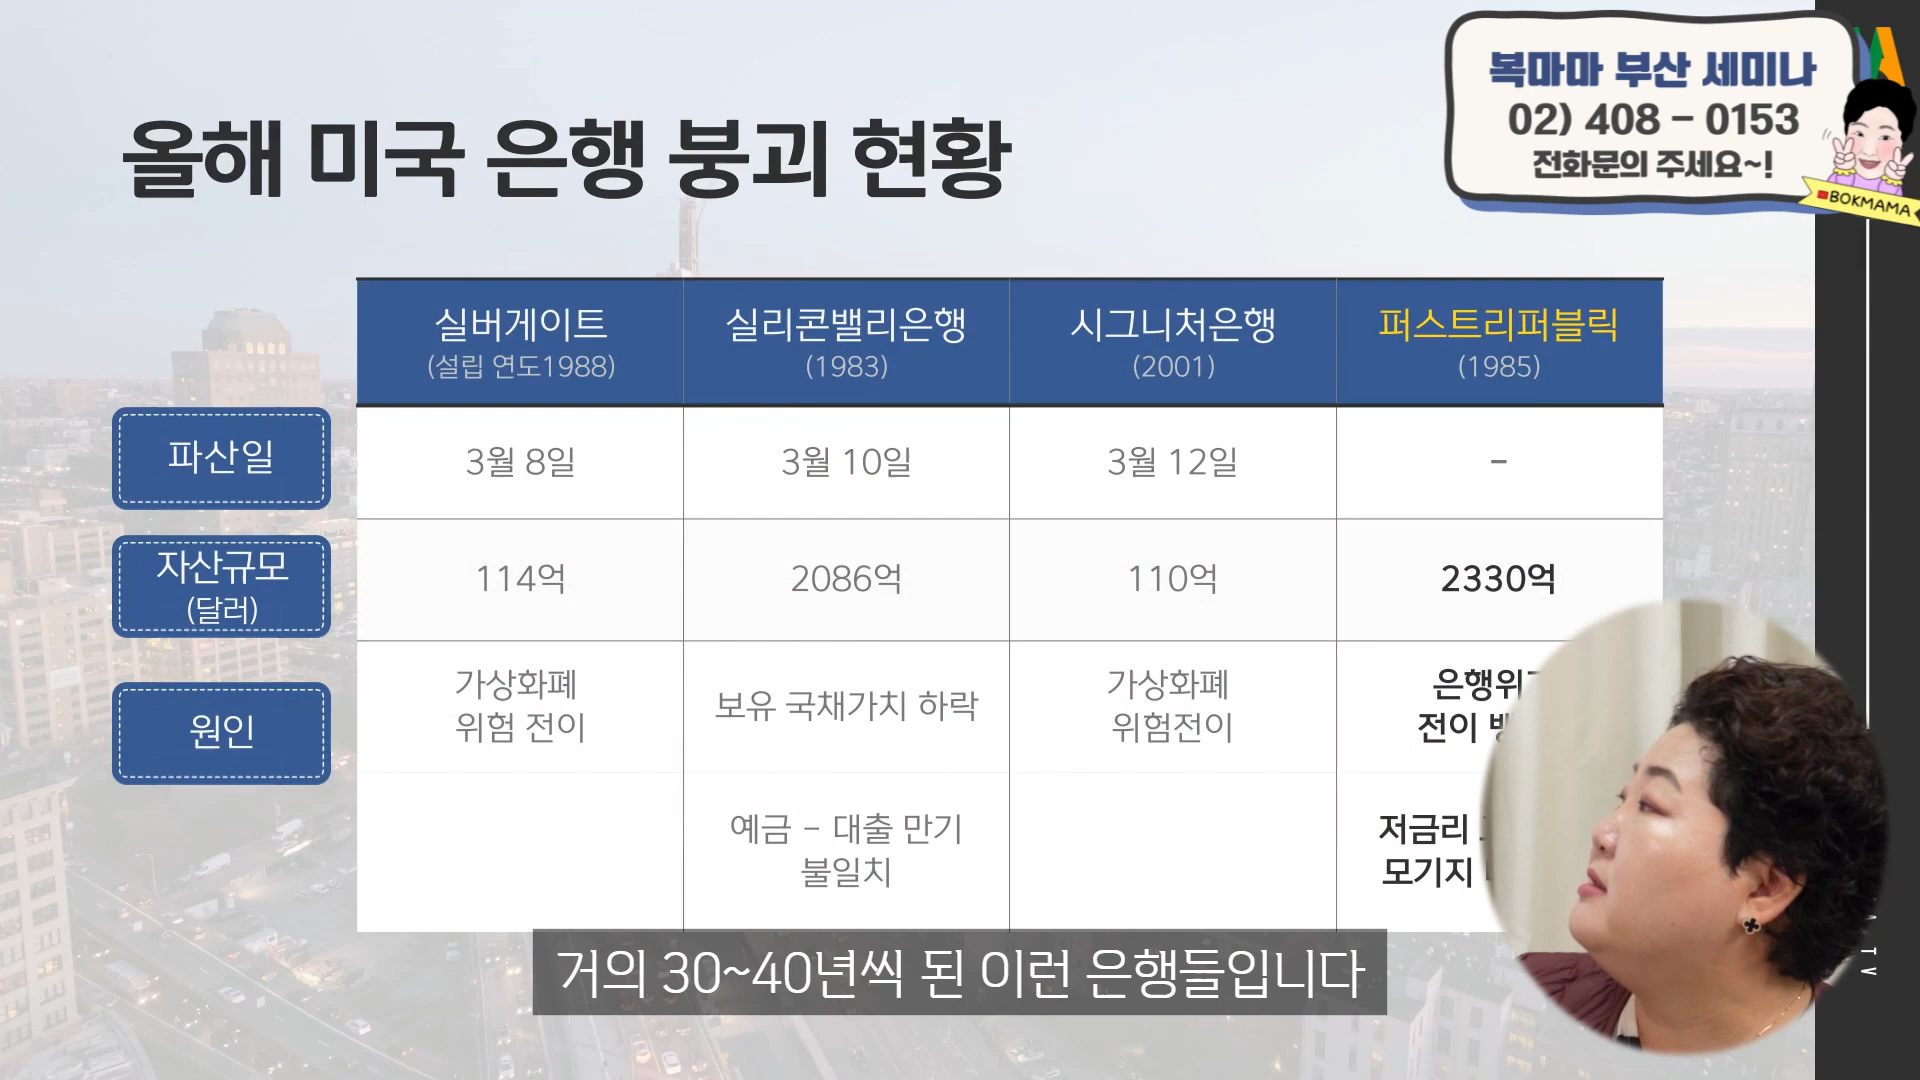 복마마 부산 세미나
02) 408 - 0153
전화문의 주세요~!
BOKMAMA
올해 미국 은행 붕괴 현황
실버게이트
(설립 연도1988)
실리콘밸리은행
(1983)
시그니처은행
(2001)
퍼스트리퍼블릭
(1985)
파산일
3월 8일
3월 10일
3월 12일
-
자산규모
(달러)
114억
2086억
110억
2330억
원인
가상화폐
위험 전이
보유 국채가치 하락
가상화폐
위험전이
전이
예금 - 대출 만기
불일치
저금리
모기지
거의 30~40년씩 된 이런 은행들입니다
TV